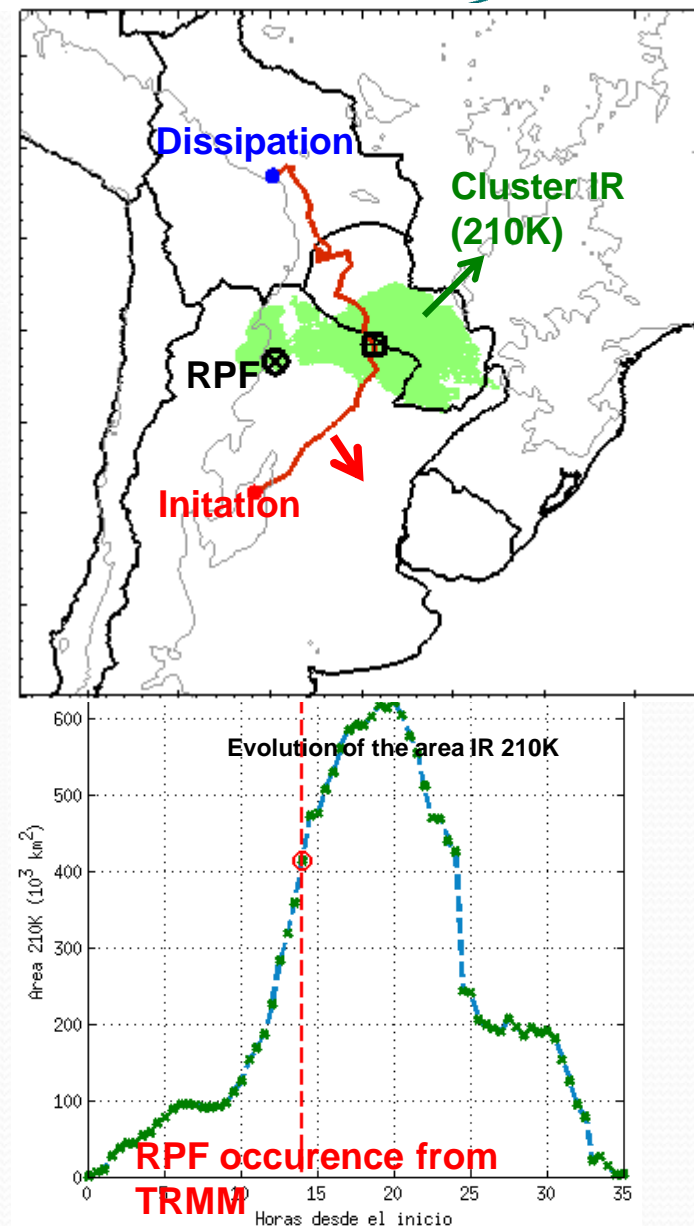 Dissipation
Cluster IR
(210K)
RPF
Initation
Evolution of the area IR 210K
Area 210K (10³ km²)
600
500
400
300
200
100
0
RPF occurence from
TRMM
0 5 10 15 20 25 30 35
Horas desde el inicio